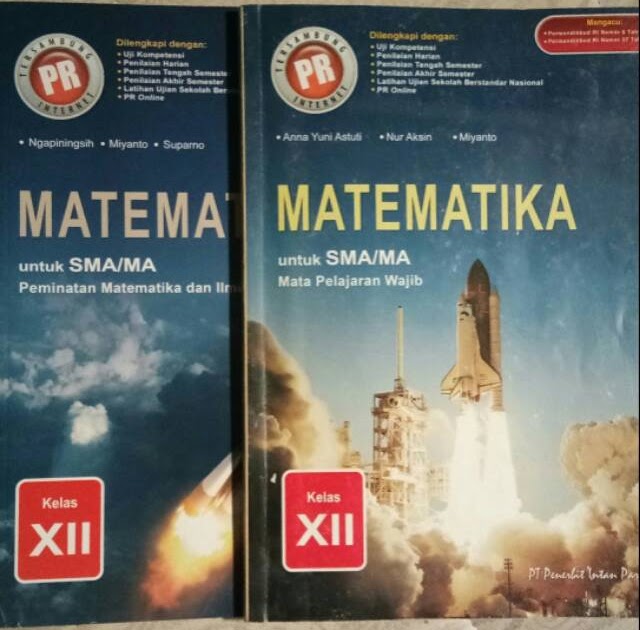 TERSAMBUNG
PR
INTERNET
Dilengkapi dengan:
• Uji Kompetensi
• Penilaian Harian
• Penilaian Tengah Semester
• Penilaian Akhir Semester
• Latihan Ujian Sekolah
• PR Online
• Ngapiningsih • Miyanto • Suparno
MATEMAT
untuk SMA/MA
Peminatan Matematika dan
Kelas
XII
Mengacu:
TERSAMBUNG
PR
INTERNET
Dilengkapi dengan:
• Uji Kompetensi
• Penilaian Harian
• Penilaian Tengah Semester
• Penilaian Akhir Semester
• Latihan Ujian Sekolah Berstandar Nasional
• PR Online
• Anna Yuni Astuti • Nur Aksin • Miyanto
MATEMATIKA
untuk SMA/MA
Mata Pelajaran Wajib
Kelas
XII
PT Penerbit Intan